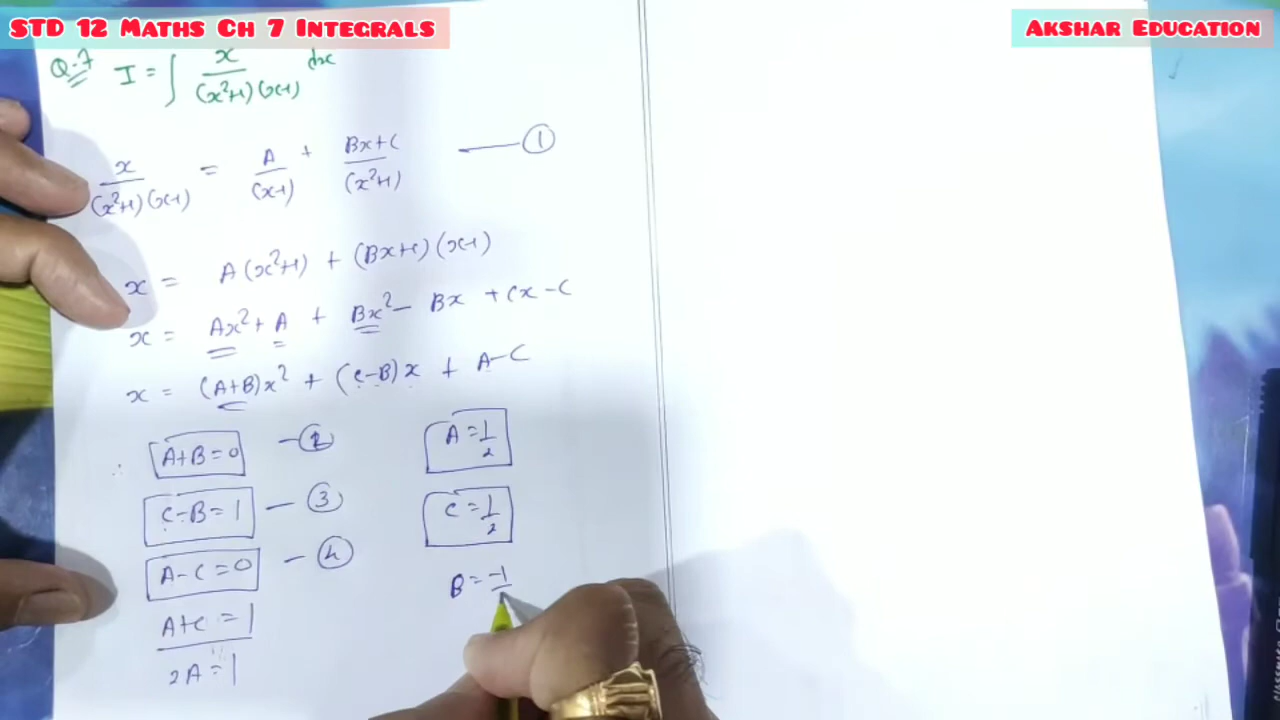 STD 12 Maths Ch 7 Integrals
Akshar Education
Q.7 I = ∫ x / (x²+1)(x-1) dx
x / (x²+1)(x-1) = A / (x-1) + Bx+C / (x²+1) — 1
x = A(x²+1) + (Bx+C)(x-1)
x = Ax²+A + Bx² - Bx + Cx - C
x = (A+B)x² + (C-B)x + A-C
∴ A+B=0 - 2
C-B=1 - 3
A-C=0 - 4
A+C=1
2A=1
A=1/2
C=1/2
B=-1